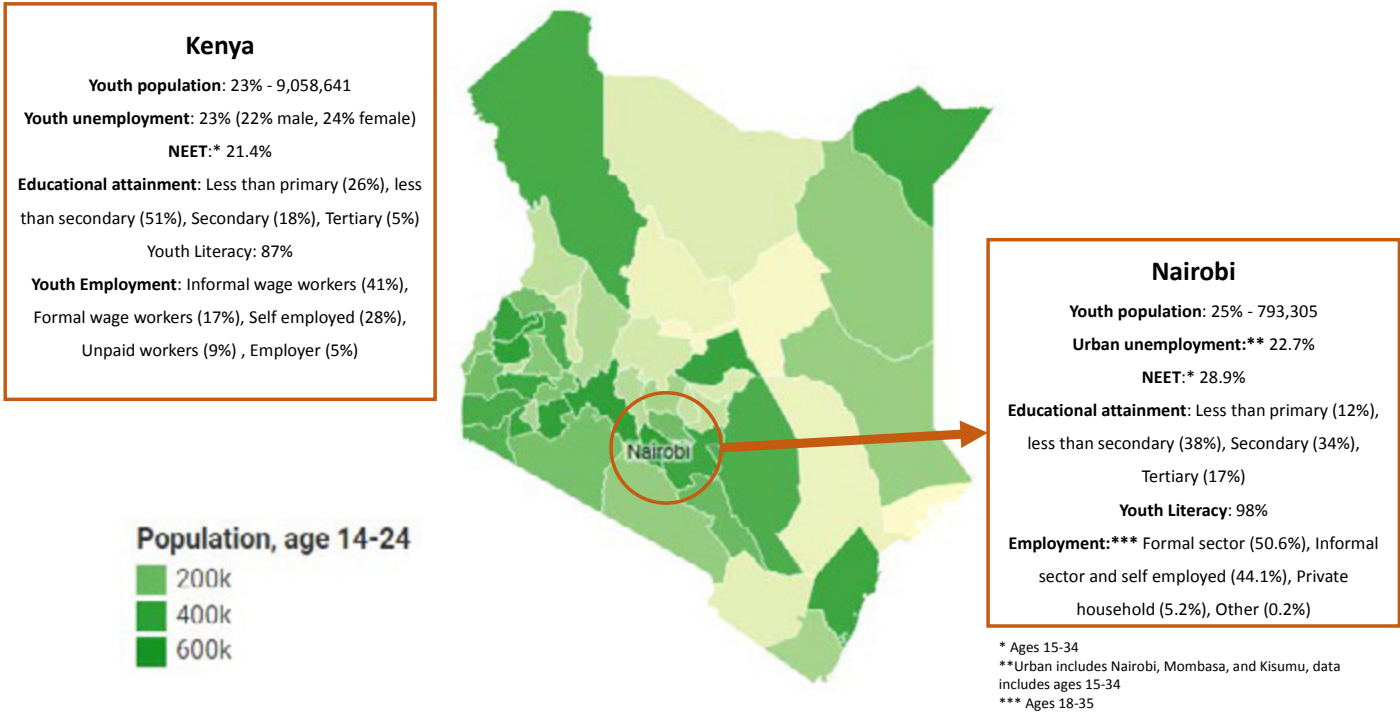 Kenya
Youth population: 23% - 9,058,641
Youth unemployment: 23% (22% male, 24% female)
NEET:* 21.4%
Educational attainment: Less than primary (26%), less
than secondary (51%), Secondary (18%), Tertiary (5%)
Youth Literacy: 87%
Youth Employment: Informal wage workers (41%),
Formal wage workers (17%), Self employed (28%),
Unpaid workers (9%) , Employer (5%)
Nairobi
Population, age 14-24
200k
400k
600k
Nairobi
Youth population: 25% - 793,305
Urban unemployment:** 22.7%
NEET:* 28.9%
Educational attainment: Less than primary (12%),
less than secondary (38%), Secondary (34%),
Tertiary (17%)
Youth Literacy: 98%
Employment:*** Formal sector (50.6%), Informal
sector and self employed (44.1%), Private
household (5.2%), Other (0.2%)
* Ages 15-34
**Urban includes Nairobi, Mombasa, and Kisumu, data
includes ages 15-34
*** Ages 18-35